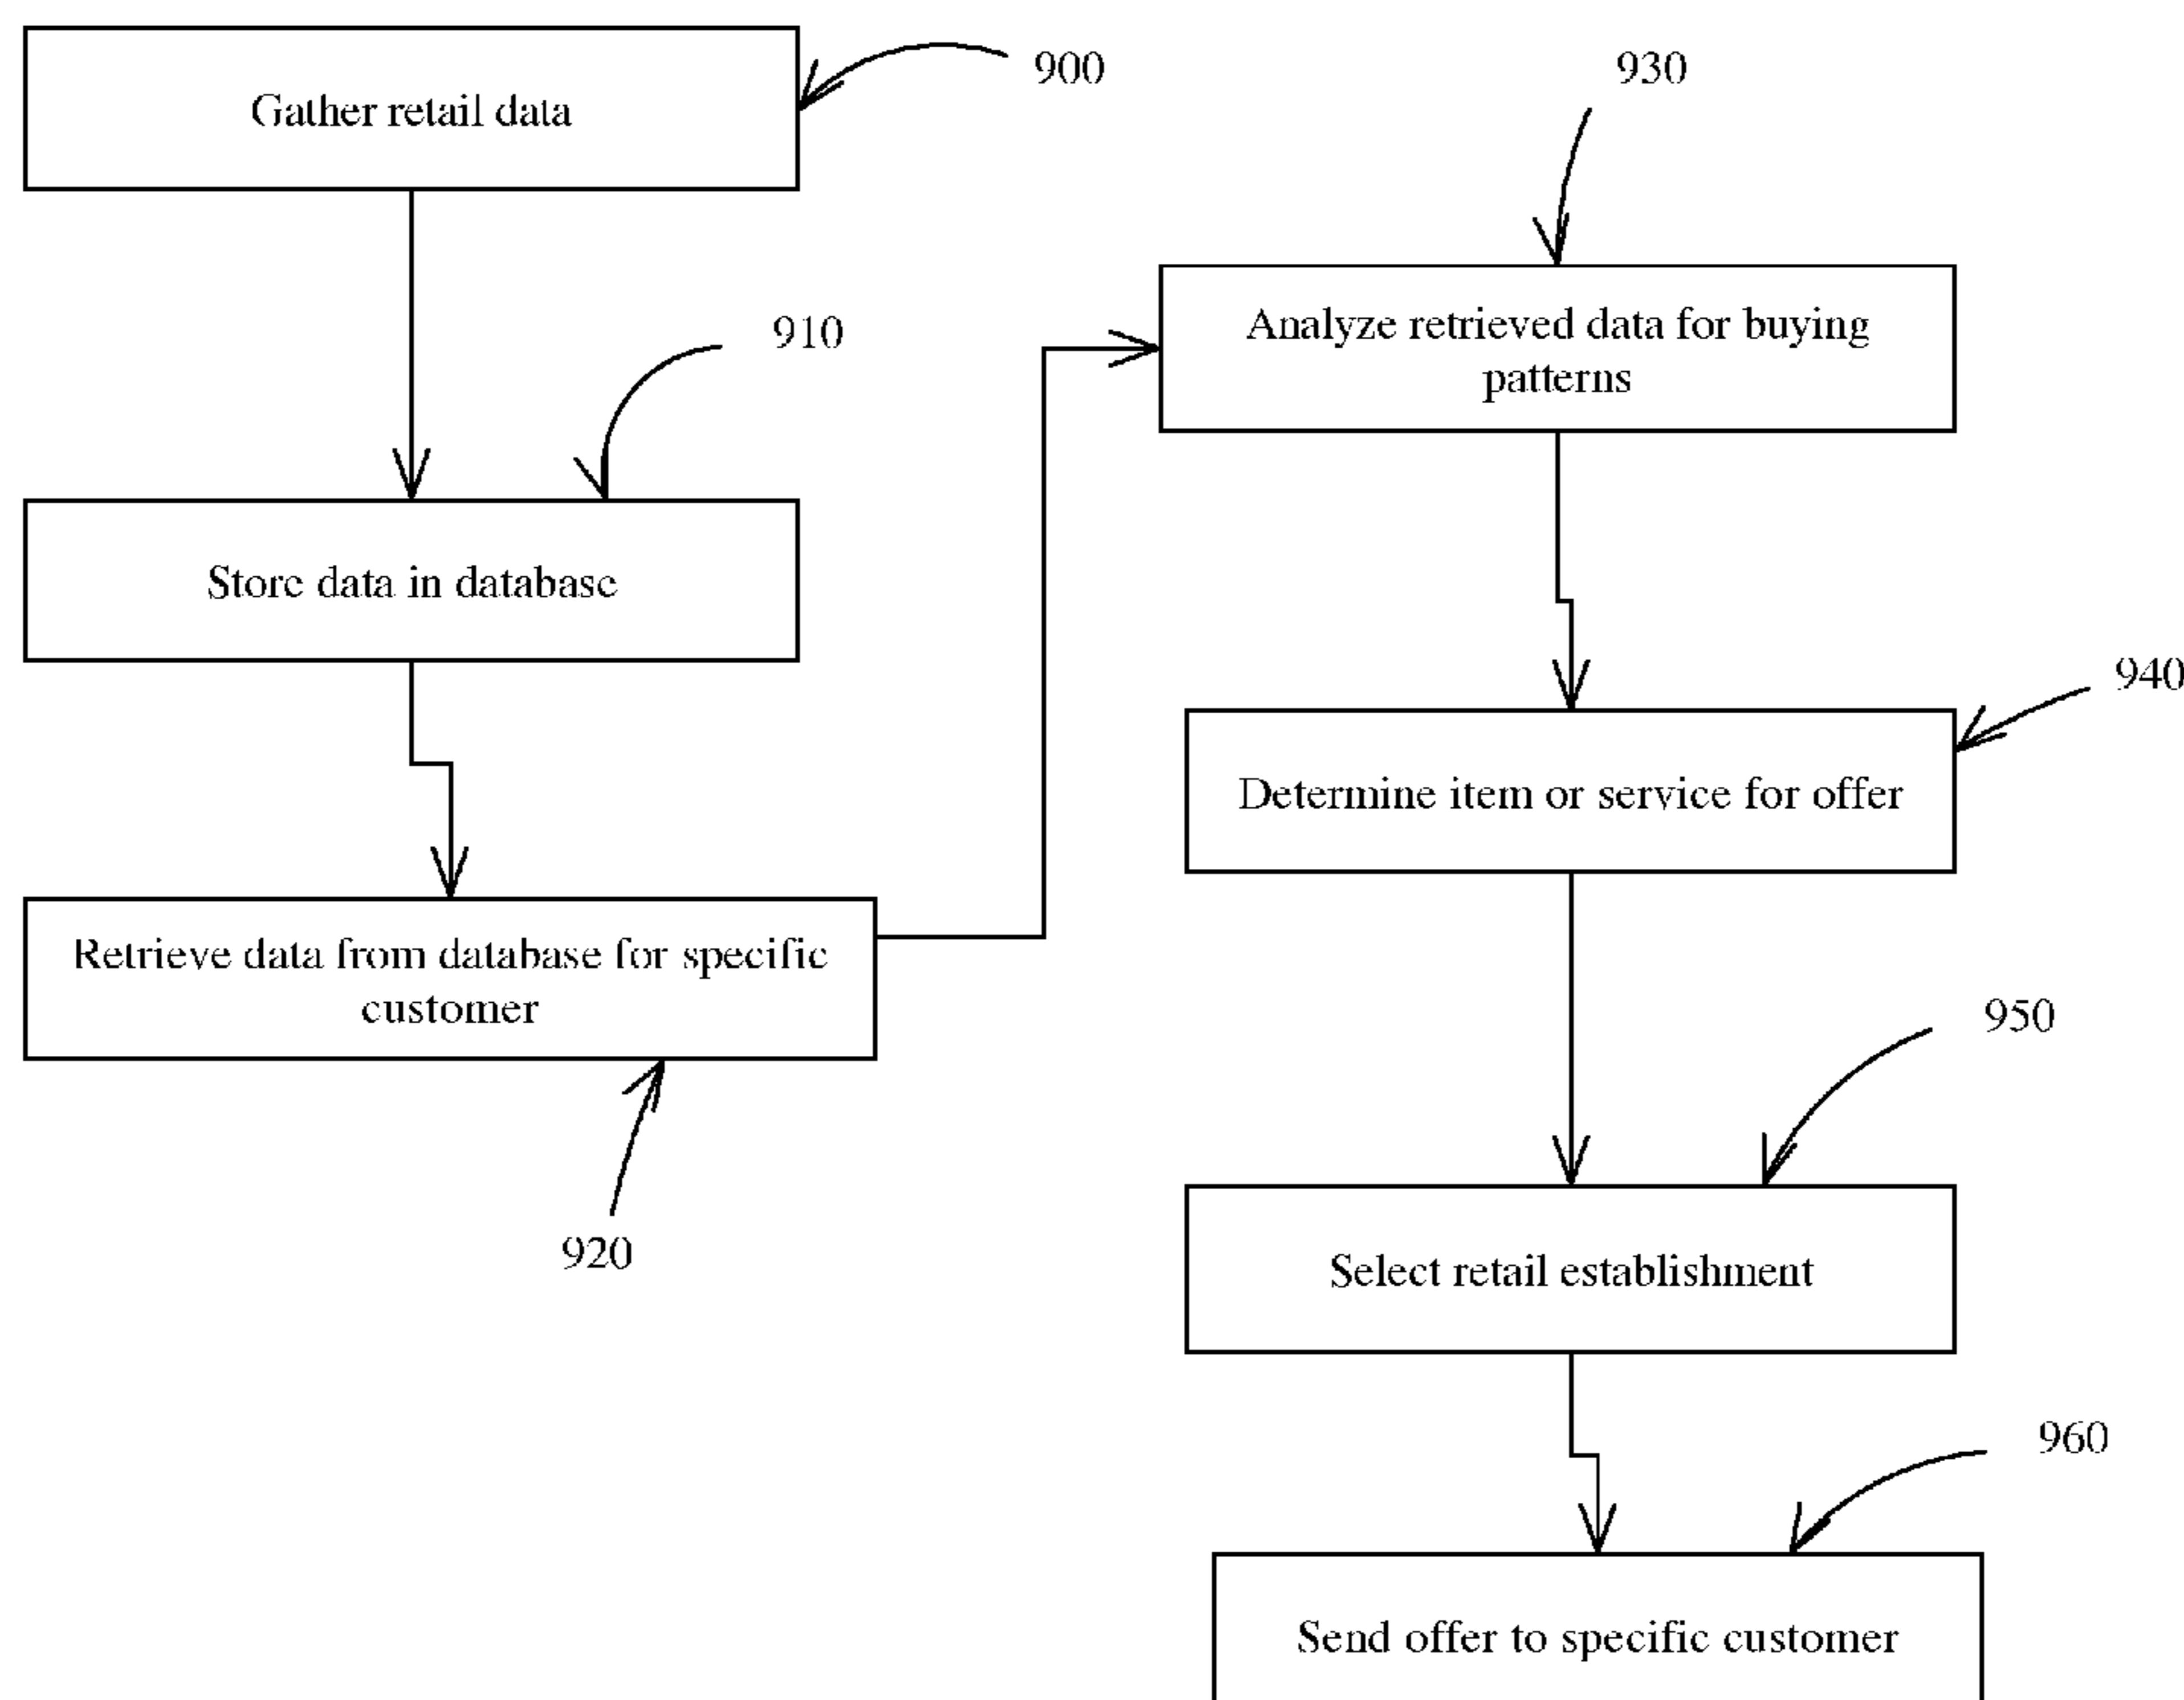 Gather retail data
900
910
Store data in database
Retrieve data from database for specific
customer
920
930
Analyze retrieved data for buying
patterns
940
Determine item or service for offer
950
Select retail establishment
960
Send offer to specific customer